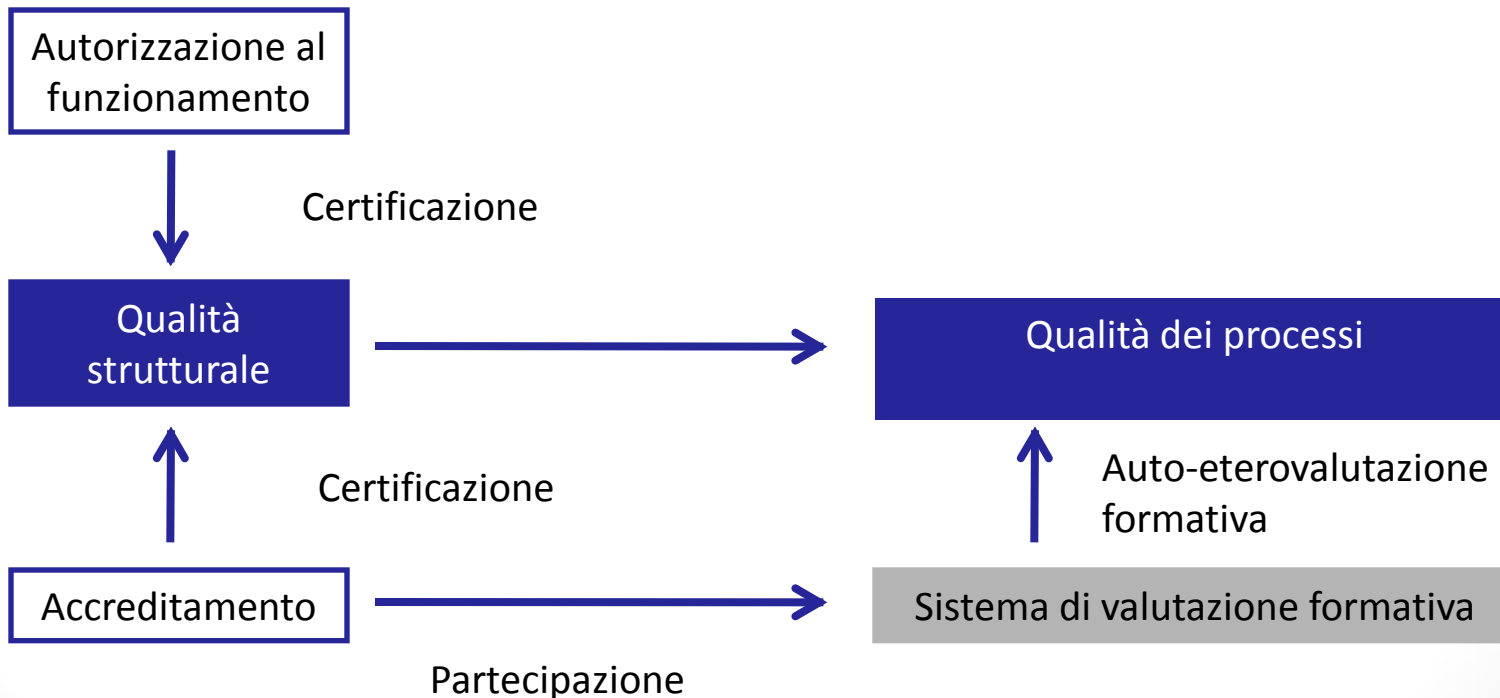 Autorizzazione al
funzionamento
Certificazione
Qualità
strutturale
Qualità dei processi
Certificazione
Auto-eterovalutazione
formativa
Accreditamento
Sistema di valutazione formativa
Partecipazione